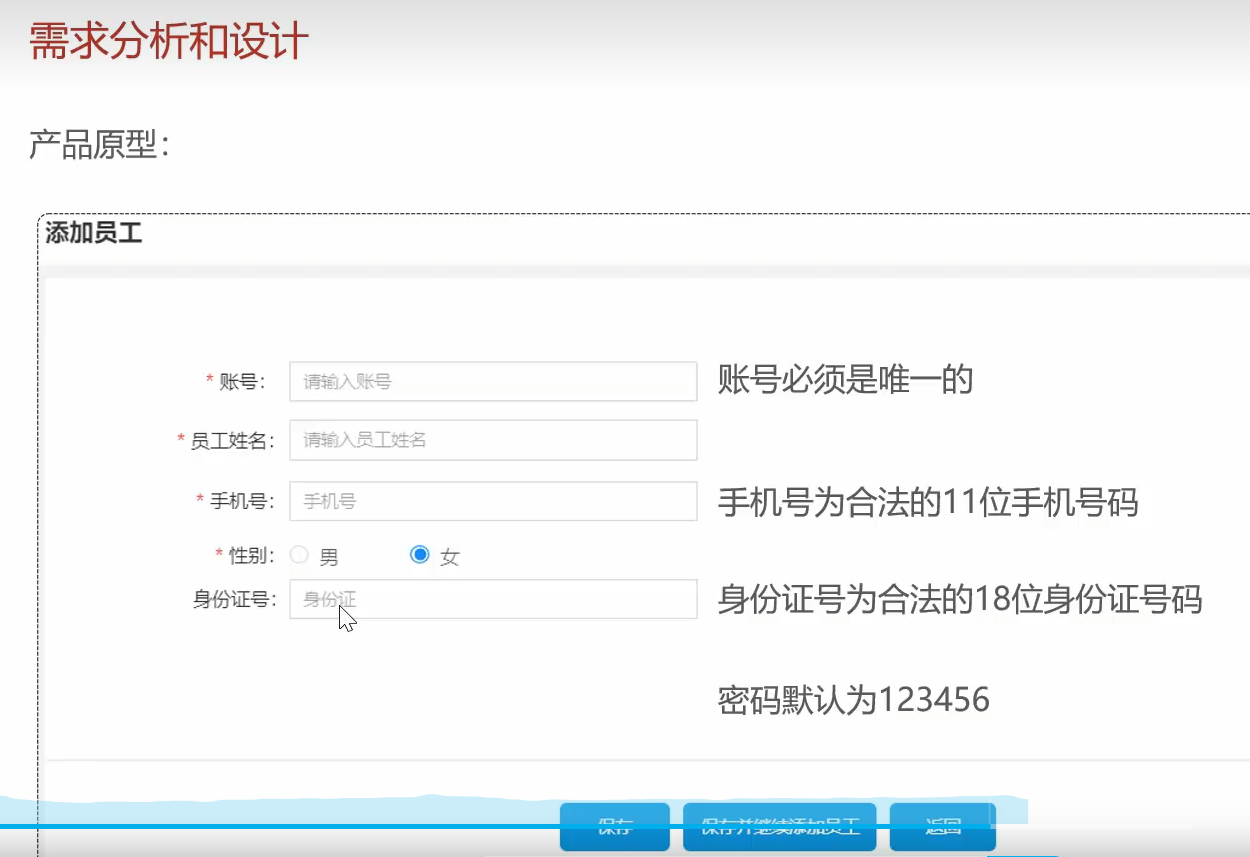 需求分析和设计
产品原型：
添加员工
* 账号： 请输入账号 账号必须是唯一的
* 员工姓名： 请输入员工姓名
* 手机号： 手机号 手机号为合法的11位手机号码
* 性别： 男 女
身份证号： 身份证 身份证号为合法的18位身份证号码
密码默认为123456
保存 保存并继续添加员工 返回